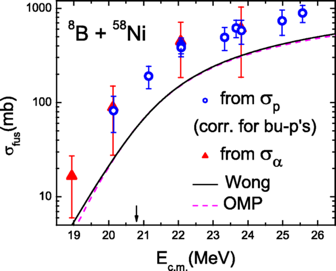 ⁸B + ⁵⁸Ni
1000
100
10
σfus(mb)
from σp
(corr. for bu-p's)
from σα
Wong
OMP
19 20 21 22 23 24 25 26
Ec.m.(MeV)